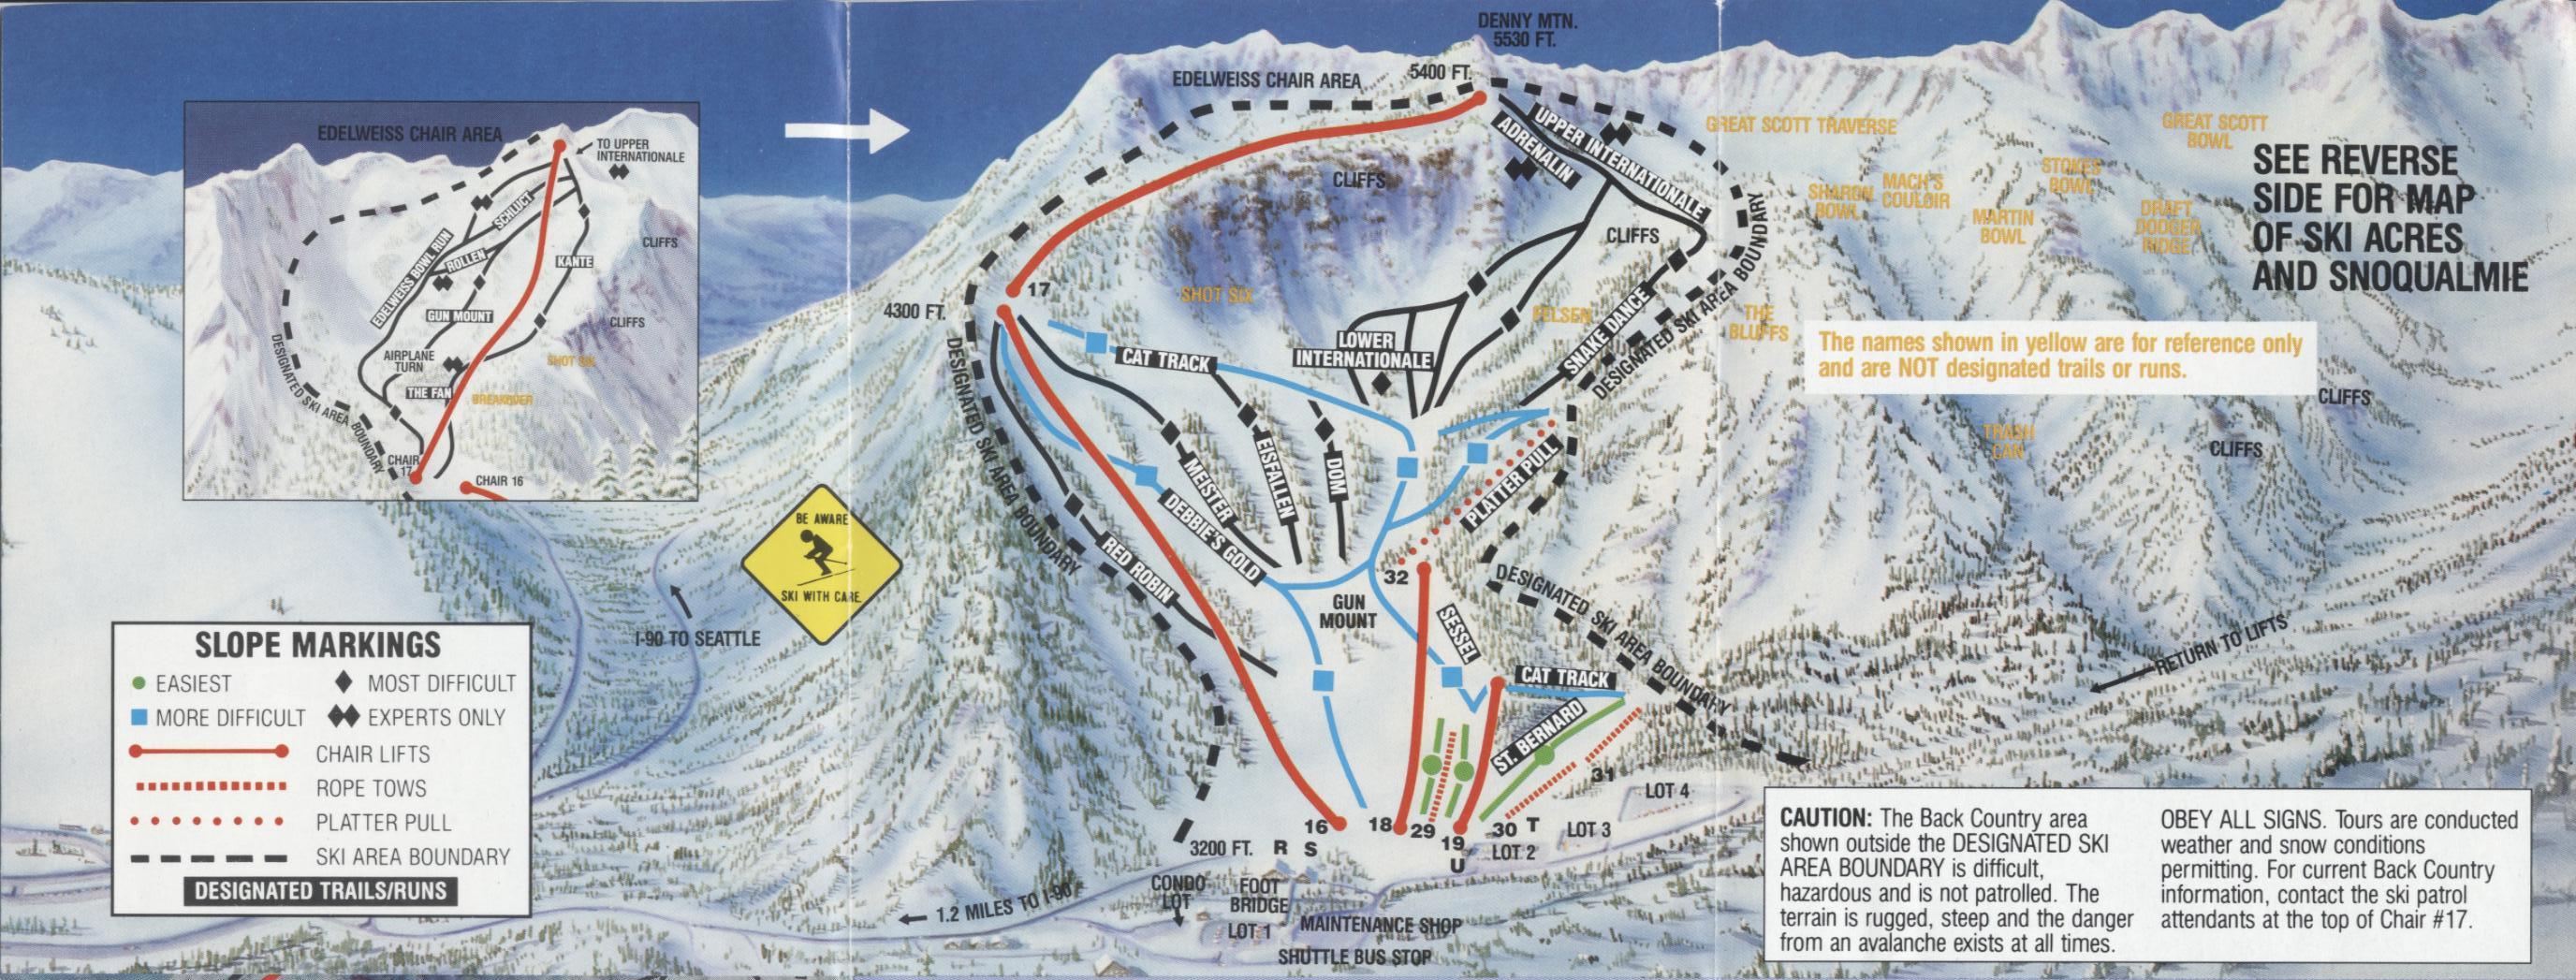 DENNY MTN.
5530 FT.
5400 FT.
EDELWEISS CHAIR AREA
UPPER INTERNATIONALE
ADRENALIN
CLIFFS
CLIFFS
SHOT SIX
17
4300 FT.
DESIGNATED SKI AREA BOUNDARY
CAT TRACK
LOWER
INTERNATIONALE
FELSEN
SNAKE DANCE
DESIGNATED SKI AREA BOUNDARY
MEISTER
EISFALLEN
DOM
DEBBIE'S GOLD
RED ROBIN
PLATTER PULL
32
GUN
MOUNT
SESSEL
DESIGNATED SKI AREA BOUNDARY
CAT TRACK
ST. BERNARD
31
16
18
29
19
30
T
U
R
S
3200 FT.
LOT 4
LOT 3
LOT 2
CONDO
LOT
FOOT
BRIDGE
LOT 1
MAINTENANCE SHOP
SHUTTLE BUS STOP
1.2 MILES TO I-90
I-90 TO SEATTLE
BE AWARE
SKI WITH CARE
EDELWEISS CHAIR AREA
TO UPPER
INTERNATIONALE
SCHLUCT
EDELWEISS BOWL RUN
ROLLEN
KANTE
CLIFFS
GUN MOUNT
CLIFFS
AIRPLANE
TURN
SHOT SIX
THE FAN
BREAKOVER
DESIGNATED SKI AREA BOUNDARY
CHAIR
17
CHAIR 16
SLOPE MARKINGS
EASIEST
MOST DIFFICULT
MORE DIFFICULT
EXPERTS ONLY
CHAIR LIFTS
ROPE TOWS
PLATTER PULL
SKI AREA BOUNDARY
DESIGNATED TRAILS/RUNS
GREAT SCOTT TRAVERSE
GREAT SCOTT
BOWL
SHARON
BOWL
MACH'S
COULOIR
STOKES
BOWL
MARTIN
BOWL
DRAFT
DODGER
RIDGE
THE
BLUFFS
SEE REVERSE
SIDE FOR MAP
OF SKI ACRES
AND SNOQUALMIE
The names shown in yellow are for reference only
and are NOT designated trails or runs.
CLIFFS
TRASH
CAN
CLIFFS
RETURN TO LIFTS
CAUTION: The Back Country area
shown outside the DESIGNATED SKI
AREA BOUNDARY is difficult,
hazardous and is not patrolled. The
terrain is rugged, steep and the danger
from an avalanche exists at all times.
OBEY ALL SIGNS. Tours are conducted
weather and snow conditions
permitting. For current Back Country
information, contact the ski patrol
attendants at the top of Chair #17.